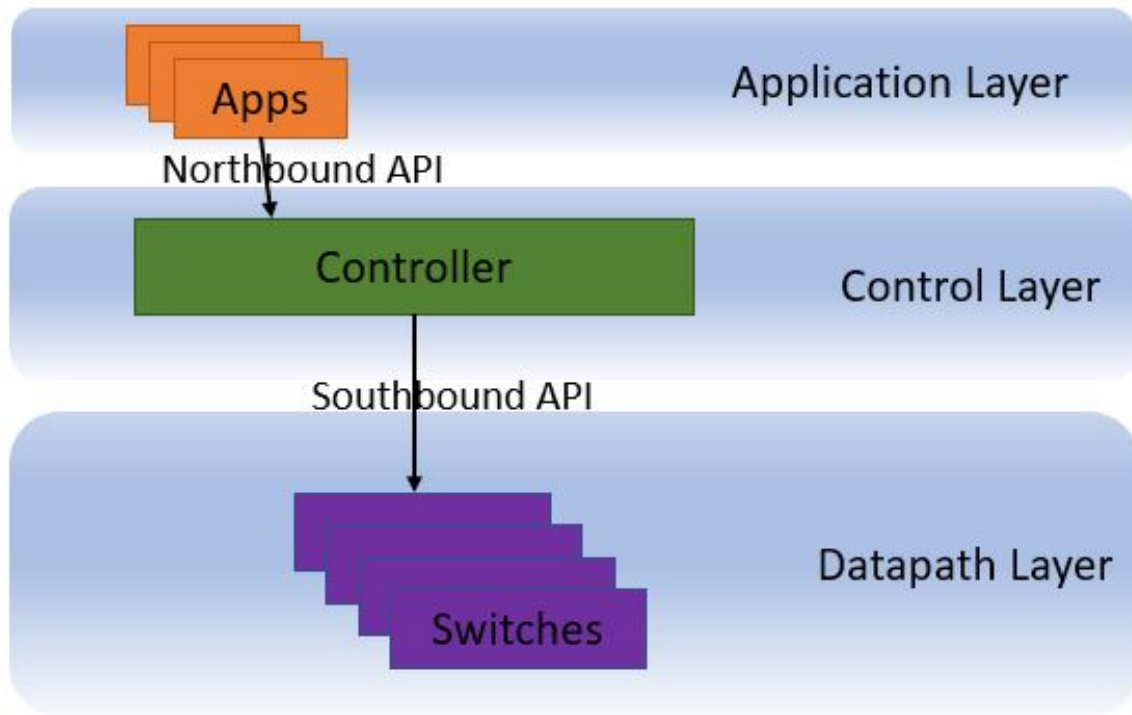 Apps
Application Layer
Northbound API
Controller
Control Layer
Southbound API
Datapath Layer
Switches